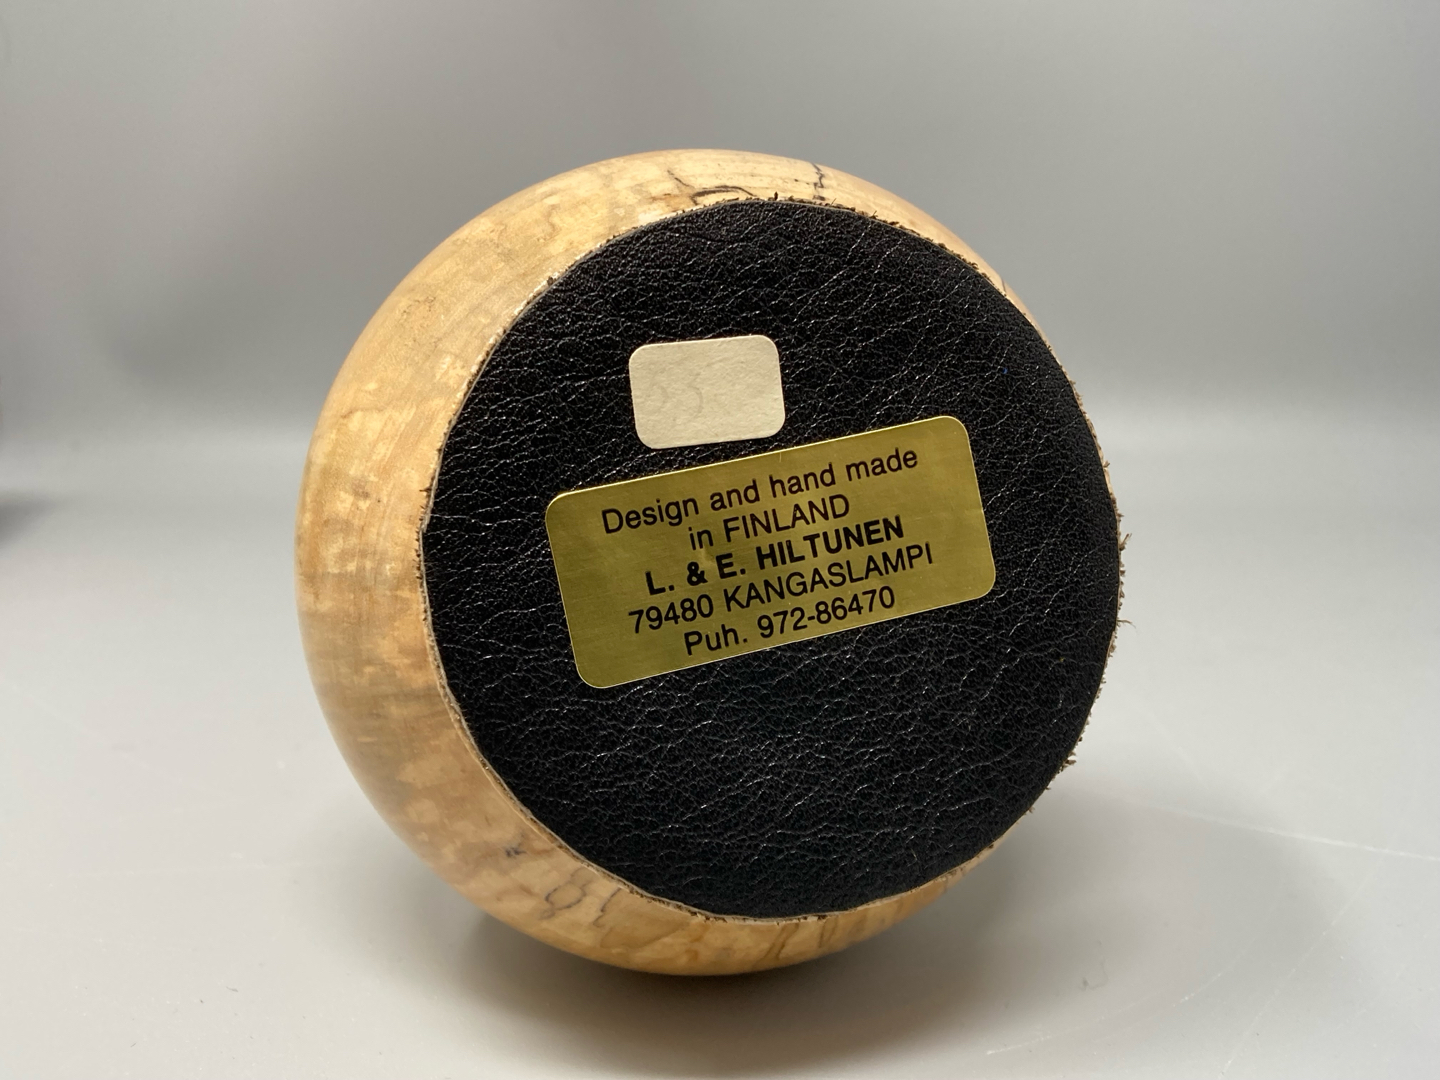 Design and hand made
in FINLAND
L. & E. HILTUNEN
79480 KANGASLAMPI
Puh. 972-86470